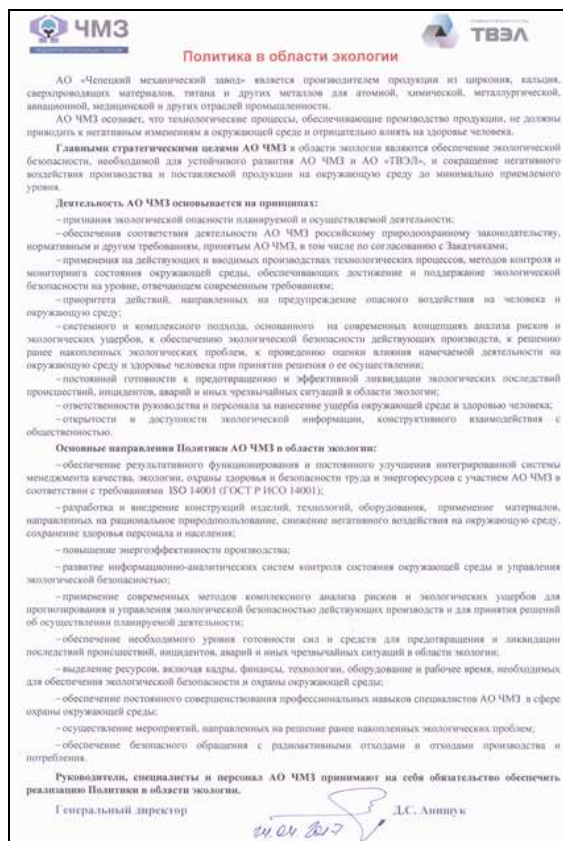 ЧМЗ
ТВЭЛ
Политика в области экологии
АО «Чепецкий механический завод» является производителем продукции из циркония, кальция,
сверхпроводящих материалов, титана и других металлов для атомной, химической, металлургической,
авиационной, медицинской и других отраслей промышленности.
АО ЧМЗ осознает, что технологические процессы, обеспечивающие производство продукции, не должны
приводить к негативным изменениям в окружающей среде и отрицательно влиять на здоровье человека.
Главными стратегическими целями АО ЧМЗ в области экологии являются обеспечение экологической
безопасности, необходимой для устойчивого развития АО ЧМЗ и АО «ТВЭЛ», и сокращение негативного
воздействия производства и поставляемой продукции на окружающую среду до минимально приемлемого
уровня.
Деятельность АО ЧМЗ основывается на принципах:
– признания экологической опасности планируемой и осуществляемой деятельности;
– обеспечения соответствия деятельности АО ЧМЗ российскому природоохранному законодательству,
нормативным и другим требованиям, принятым АО ЧМЗ, в том числе по согласованию с Заказчиками;
– применения на действующих и вводимых производствах технологических процессов, методов контроля и
мониторинга состояния окружающей среды, обеспечивающих достижение и поддержание экологической
безопасности на уровне, отвечающем современным требованиям;
– приоритета действий, направленных на предупреждение опасного воздействия на человека и
окружающую среду;
– системного и комплексного подхода, основанного на современных концепциях анализа рисков и
экологических ущербов, к обеспечению экологической безопасности действующих производств, к решению
ранее накопленных экологических проблем, к проведению оценки влияния намечаемой деятельности на
окружающую среду и здоровье человека при принятии решения о ее осуществлении;
– постоянной готовности к предотвращению и эффективной ликвидации экологических последствий
происшествий, инцидентов, аварий и иных чрезвычайных ситуаций в области экологии;
– ответственности руководства и персонала за нанесение ущерба окружающей среде и здоровью человека;
– открытости и доступности экологической информации, конструктивного взаимодействия с
общественностью.
Основные направления Политики АО ЧМЗ в области экологии:
– обеспечение результативного функционирования и постоянного улучшения интегрированной системы
менеджмента качества, экологии, охраны здоровья и безопасности труда и энергоресурсов с участием АО ЧМЗ в
соответствии с требованиями ISO 14001 (ГОСТ Р ИСО 14001);
– разработка и внедрение конструкций изделий, технологий, оборудования, применение материалов,
направленных на рациональное природопользование, снижение негативного воздействия на окружающую среду,
сохранение здоровья персонала и населения;
– повышение энергоэффективности производства;
– развитие информационно-аналитических систем контроля состояния окружающей среды и управления
экологической безопасностью;
– применение современных методов комплексного анализа рисков и экологических ущербов для
прогнозирования и управления экологической безопасностью действующих производств и для принятия решений
об осуществлении планируемой деятельности;
– обеспечение необходимого уровня готовности сил и средств для предотвращения и ликвидации
последствий происшествий, инцидентов, аварий и иных чрезвычайных ситуаций в области экологии;
– выделение ресурсов, включая кадры, финансы, технологии, оборудование и рабочее время, необходимых
для обеспечения экологической безопасности и охраны окружающей среды;
– обеспечение постоянного совершенствования профессиональных навыков специалистов АО ЧМЗ в сфере
охраны окружающей среды;
– осуществление мероприятий, направленных на решение ранее накопленных экологических проблем;
– обеспечение безопасного обращения с радиоактивными отходами и отходами производства и
потребления.
Руководители, специалисты и персонал АО ЧМЗ принимают на себя обязательство обеспечить
реализацию Политики в области экологии.
Генеральный директор Д.С. Анищук
04 2017